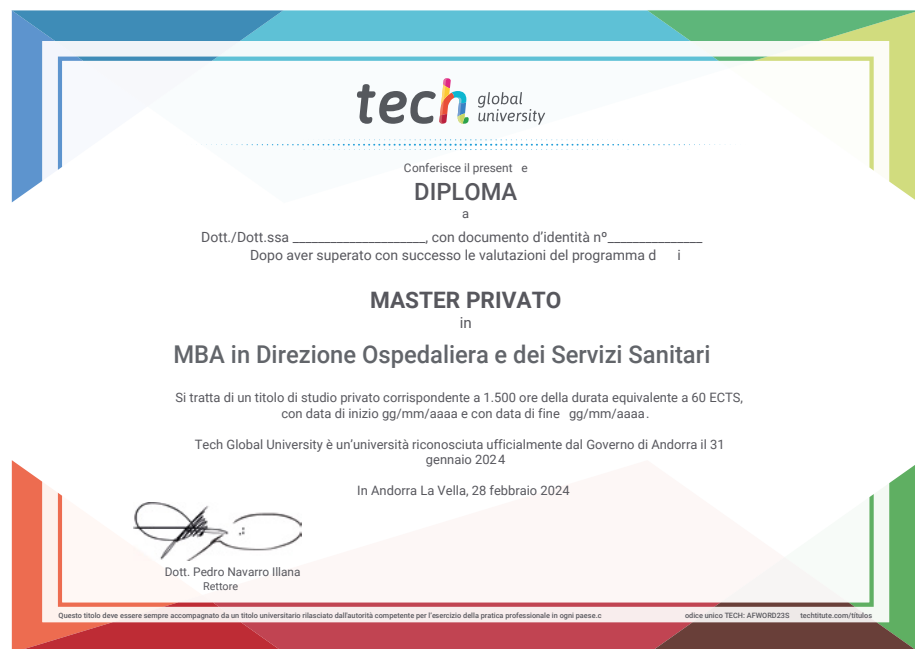 tech global university
Conferisce il present e
DIPLOMA
a
Dott./Dott.ssa _____________________, con documento d'identità nº_______________
Dopo aver superato con successo le valutazioni del programma d i
MASTER PRIVATO
in
MBA in Direzione Ospedaliera e dei Servizi Sanitari
Si tratta di un titolo di studio privato corrispondente a 1.500 ore della durata equivalente a 60 ECTS,
con data di inizio gg/mm/aaaa e con data di fine gg/mm/aaaa.
Tech Global University è un'università riconosciuta ufficialmente dal Governo di Andorra il 31
gennaio 2024
In Andorra La Vella, 28 febbraio 2024
Dott. Pedro Navarro Illana
Rettore
Questo titolo deve essere sempre accompagnato da un titolo universitario rilasciato dall'autorità competente per l'esercizio della pratica professionale in ogni paese.c odice unico TECH: AFWORD23S techtitute.com/titulos